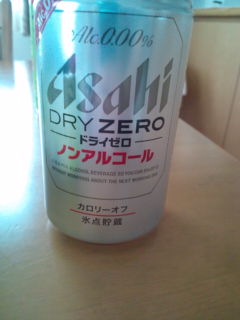 Alc.0.00%
Asahi
DRY ZERO
ドライゼロ
ノンアルコール
カロリーオフ
氷点貯蔵